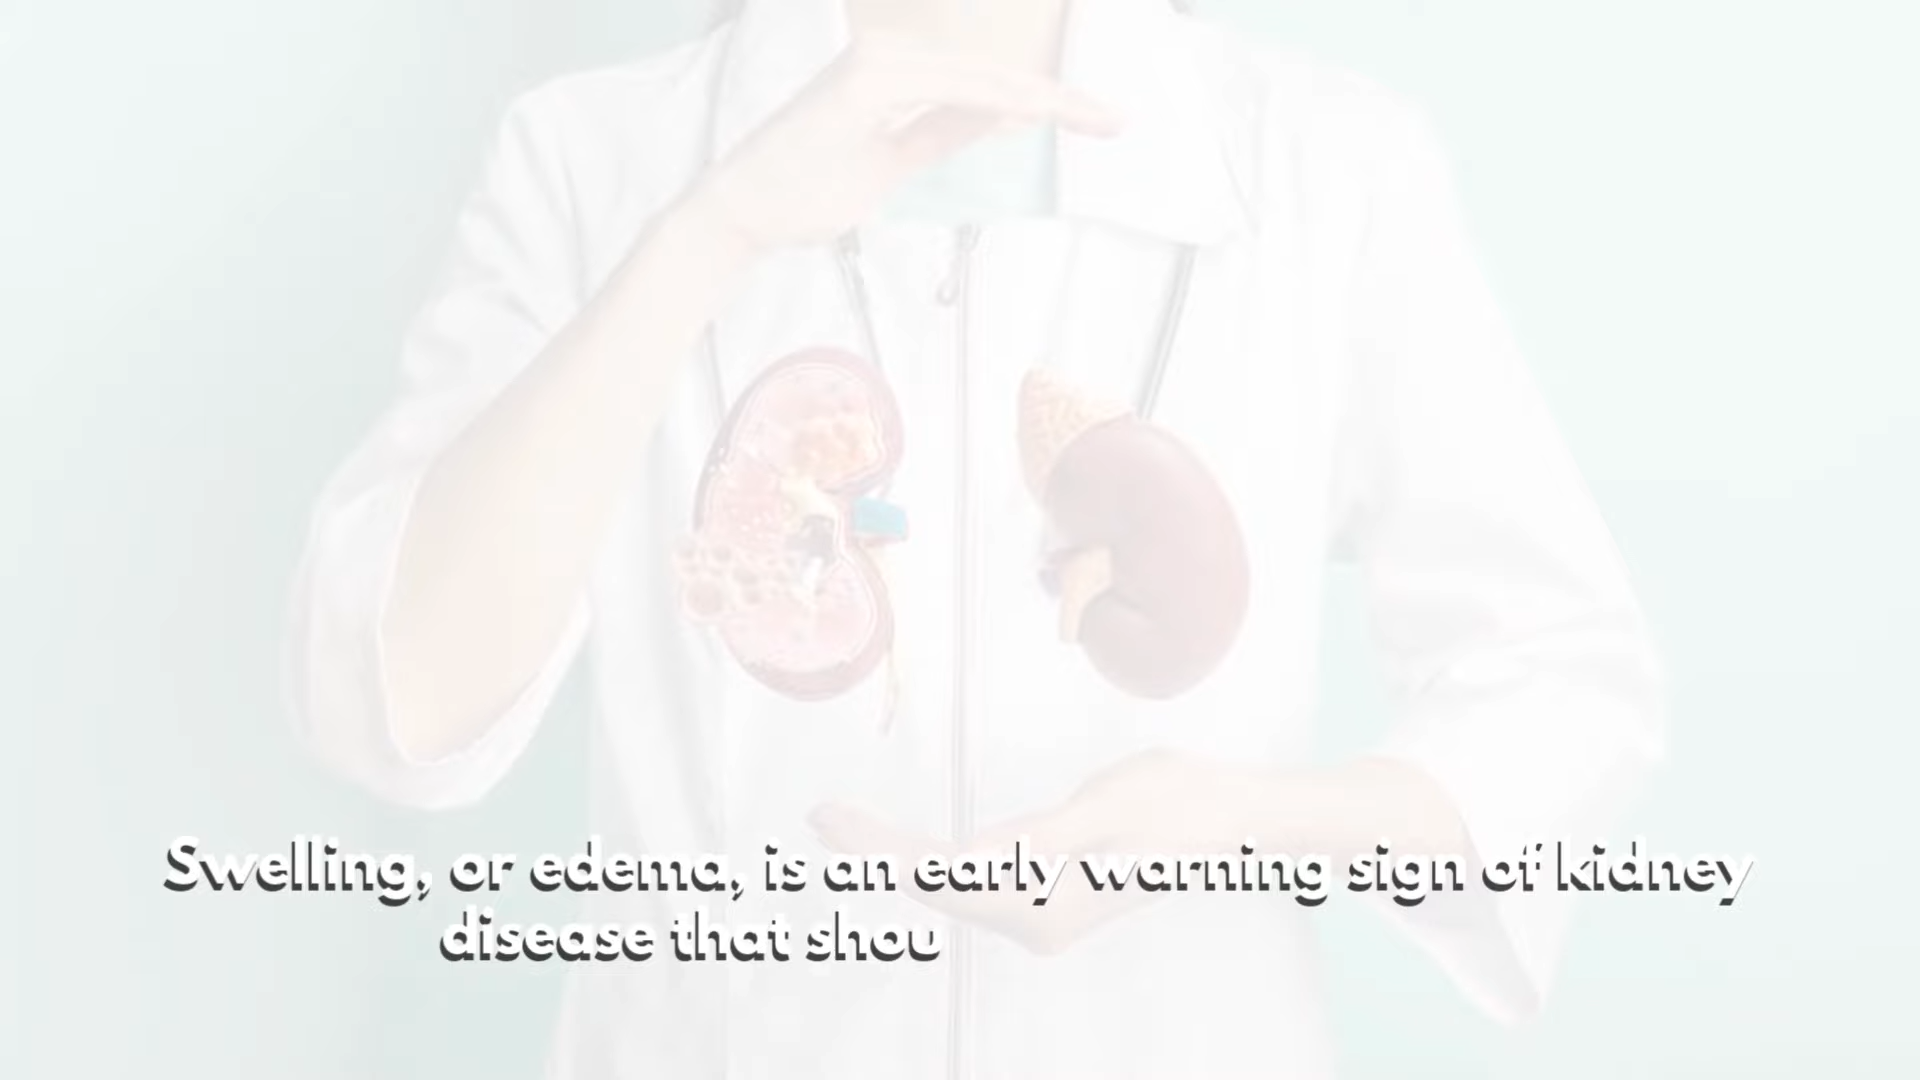 Swelling, or edema, is an early warning sign of kidney
disease that shou